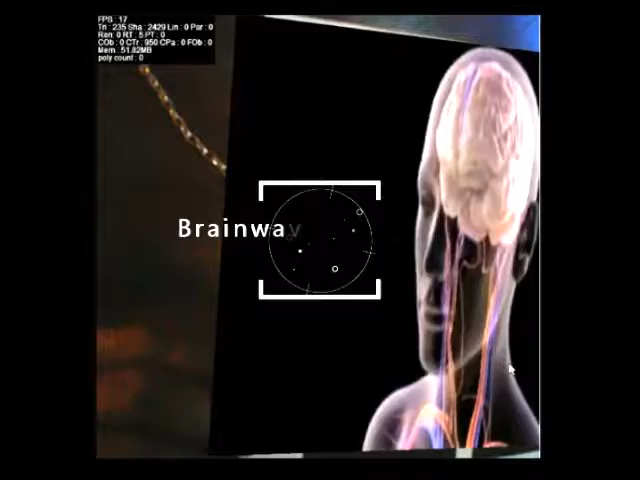 FPS : 17
Tri : 235 Sha : 2429 Lin : 0 Par : 0
Ren: 0 RT : 5 PT : 0
COb : 0 CTr : 950 CPa : 0 FOb : 0
Mem : 51.82MB
poly count : 0
Brainwav